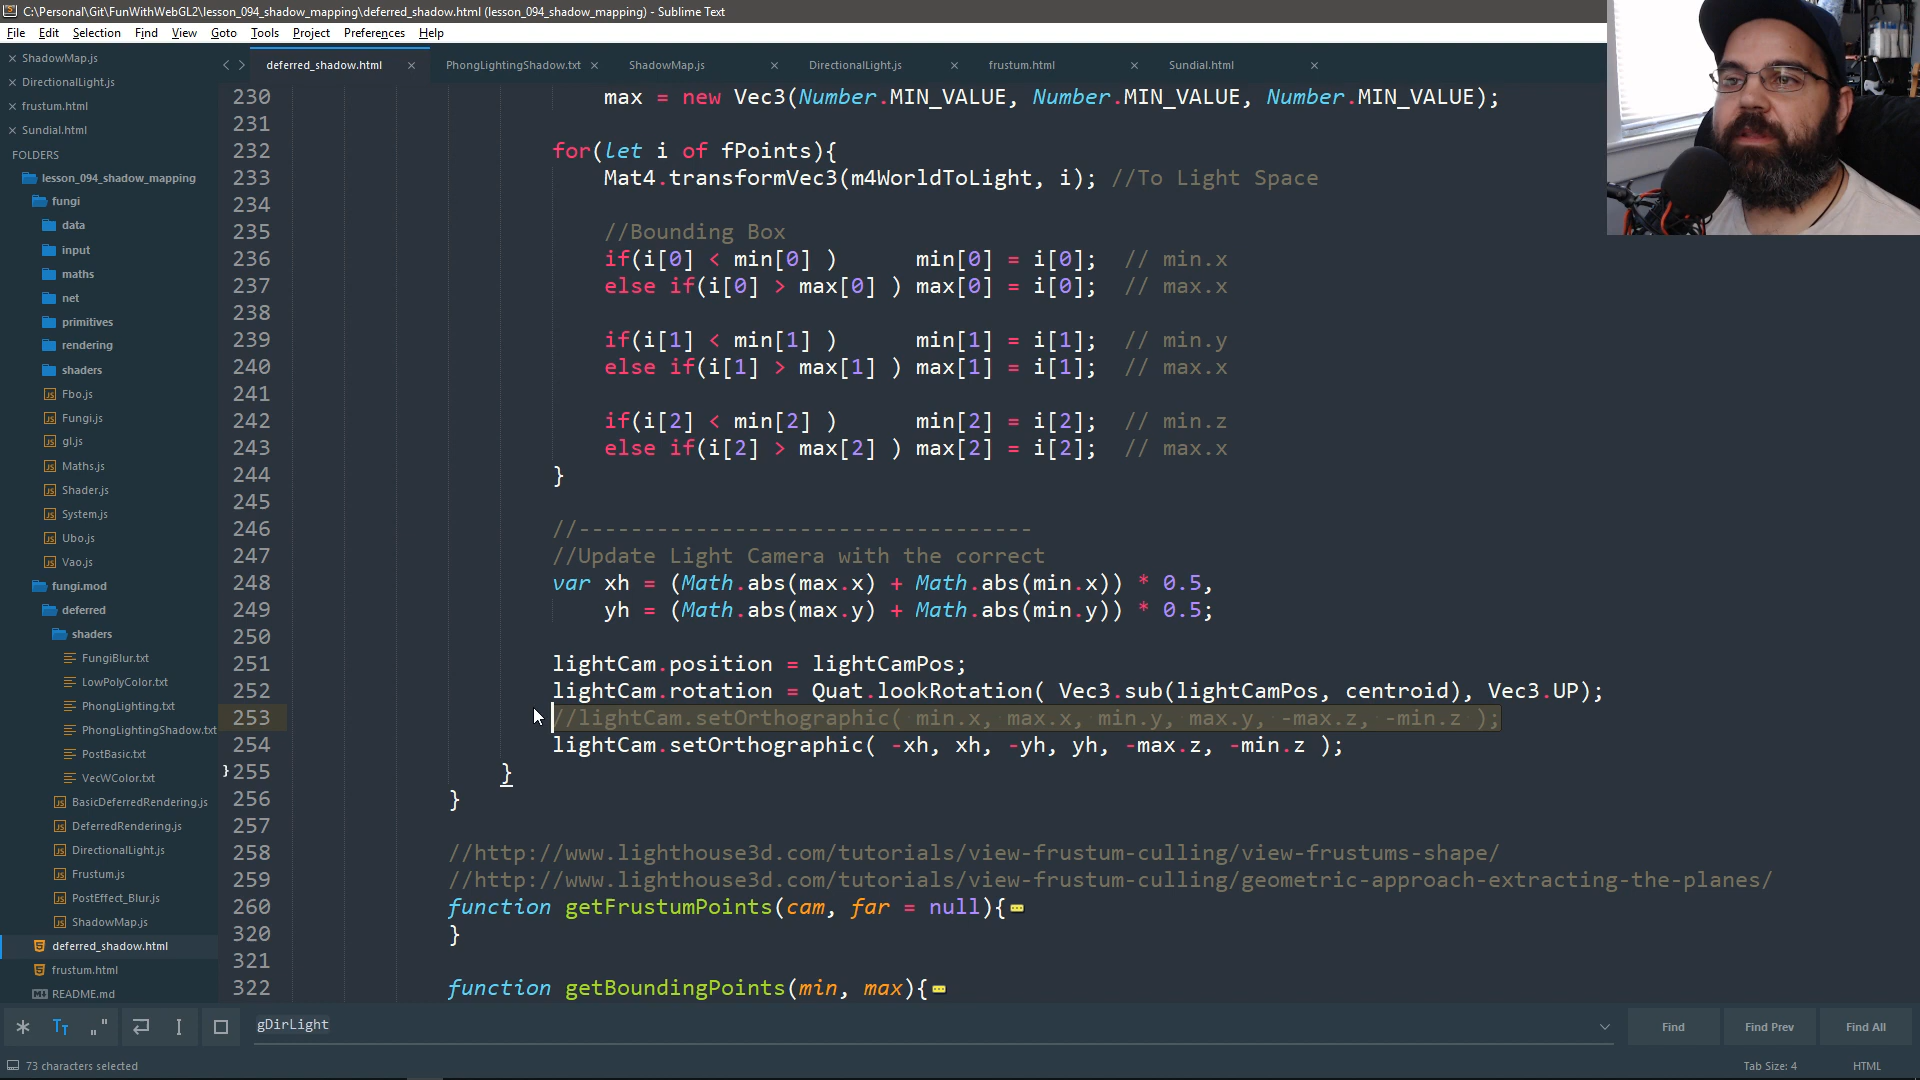 C:\Personal\Git\FunWithWebGL2\lesson_094_shadow_mapping\deferred_shadow.html (lesson_094_shadow_mapping) - Sublime Text
File Edit Selection Find View Goto Tools Project Preferences Help
ShadowMap.js
DirectionalLight.js
frustum.html
Sundial.html
FOLDERS
lesson_094_shadow_mapping
fungi
data
input
maths
net
primitives
rendering
shaders
Fbo.js
Fungi.js
gl.js
Maths.js
Shader.js
System.js
Ubo.js
Vao.js
fungi.mod
deferred
shaders
FungiBlur.txt
LowPolyColor.txt
PhongLighting.txt
PhongLightingShadow.txt
PostBasic.txt
VecWColor.txt
BasicDeferredRendering.js
DeferredRendering.js
DirectionalLight.js
Frustum.js
PostEffect_Blur.js
ShadowMap.js
deferred_shadow.html
frustum.html
README.md
deferred_shadow.html PhongLightingShadow.txt ShadowMap.js DirectionalLight.js frustum.html Sundial.html
230 max = new Vec3(Number.MIN_VALUE, Number.MIN_VALUE, Number.MIN_VALUE);
231
232 for(let i of fPoints){
233 Mat4.transformVec3(m4WorldToLight, i); //To Light Space
234
235 //Bounding Box
236 if(i[0] < min[0] ) min[0] = i[0]; // min.x
237 else if(i[0] > max[0] ) max[0] = i[0]; // max.x
238
239 if(i[1] < min[1] ) min[1] = i[1]; // min.y
240 else if(i[1] > max[1] ) max[1] = i[1]; // max.x
241
242 if(i[2] < min[2] ) min[2] = i[2]; // min.z
243 else if(i[2] > max[2] ) max[2] = i[2]; // max.x
244 }
245
246 //-----------------------------------
247 //Update Light Camera with the correct
248 var xh = (Math.abs(max.x) + Math.abs(min.x)) * 0.5,
249 yh = (Math.abs(max.y) + Math.abs(min.y)) * 0.5;
250
251 lightCam.position = lightCamPos;
252 lightCam.rotation = Quat.lookRotation( Vec3.sub(lightCamPos, centroid), Vec3.UP);
253 //lightCam.setOrthographic( min.x, max.x, min.y, max.y, -max.z, -min.z );
254 lightCam.setOrthographic( -xh, xh, -yh, yh, -max.z, -min.z );
255 }
256 }
257
258 //http://www.lighthouse3d.com/tutorials/view-frustum-culling/view-frustums-shape/
259 //http://www.lighthouse3d.com/tutorials/view-frustum-culling/geometric-approach-extracting-the-planes/
260 function getFrustumPoints(cam, far = null){
320 }
321
322 function getBoundingPoints(min, max){
gDirLight
Find Find Prev Find All
73 characters selected
Tab Size: 4 HTML